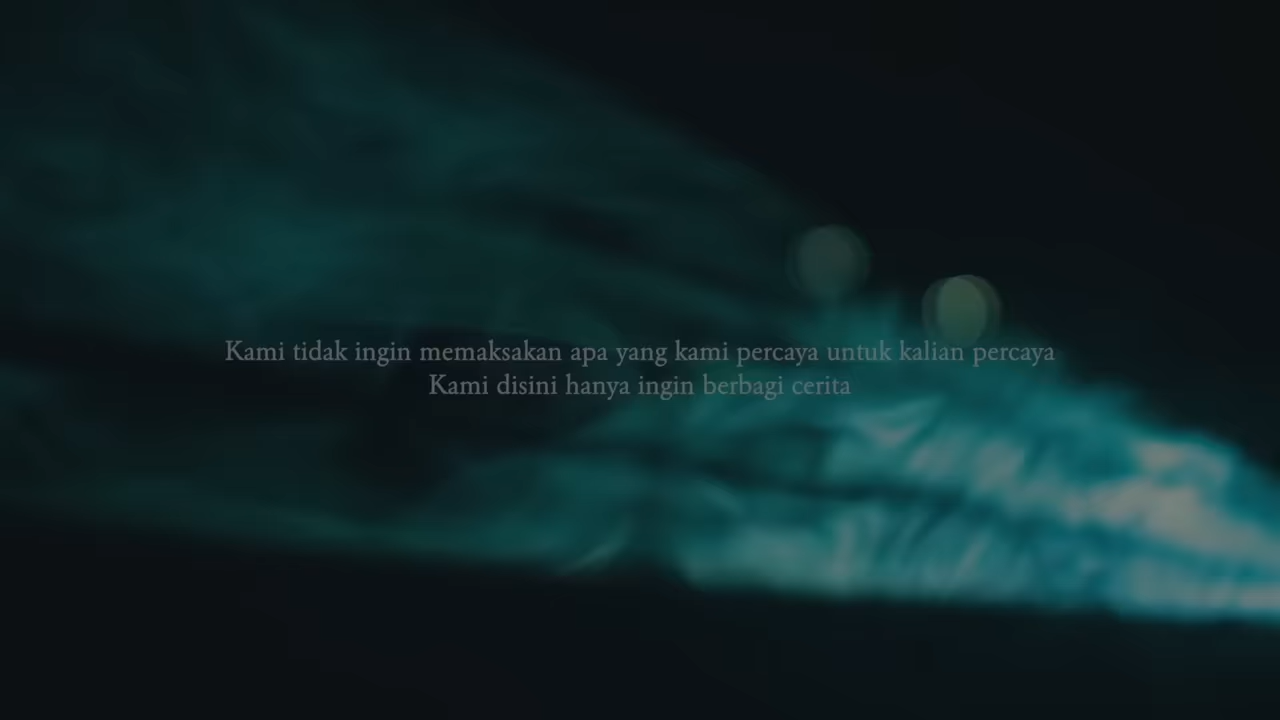 Kami tidak ingin memaksakan apa yang kami percaya untuk kalian percaya
Kami disini hanya ingin berbagi cerita